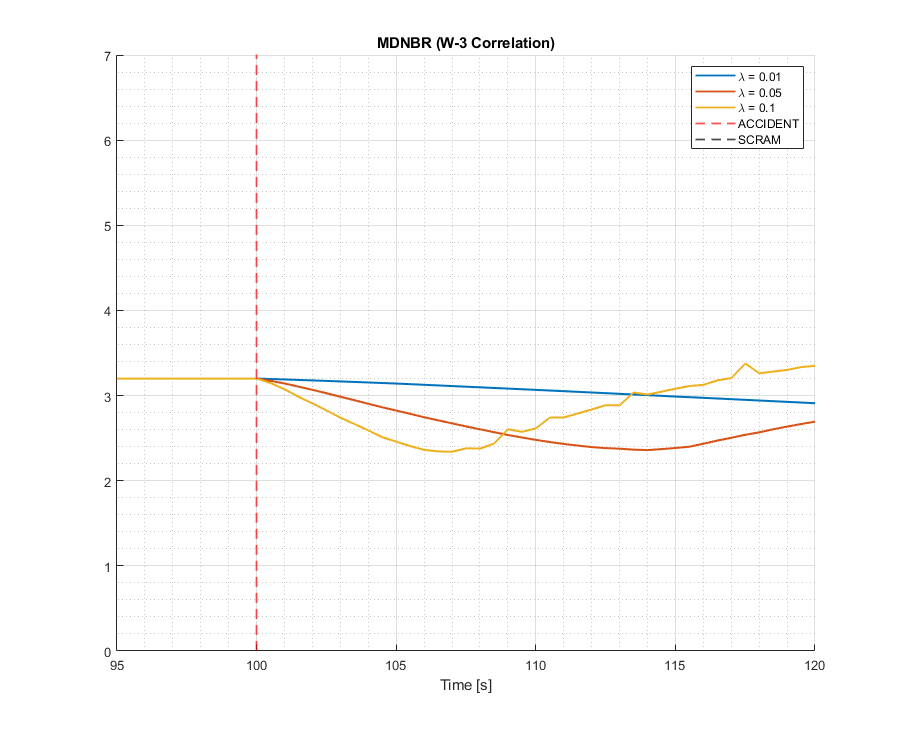 MDNBR (W-3 Correlation)
7
6
5
4
3
2
1
0
λ = 0.01
λ = 0.05
λ = 0.1
ACCIDENT
SCRAM
95 100 105 110 115 120
Time [s]